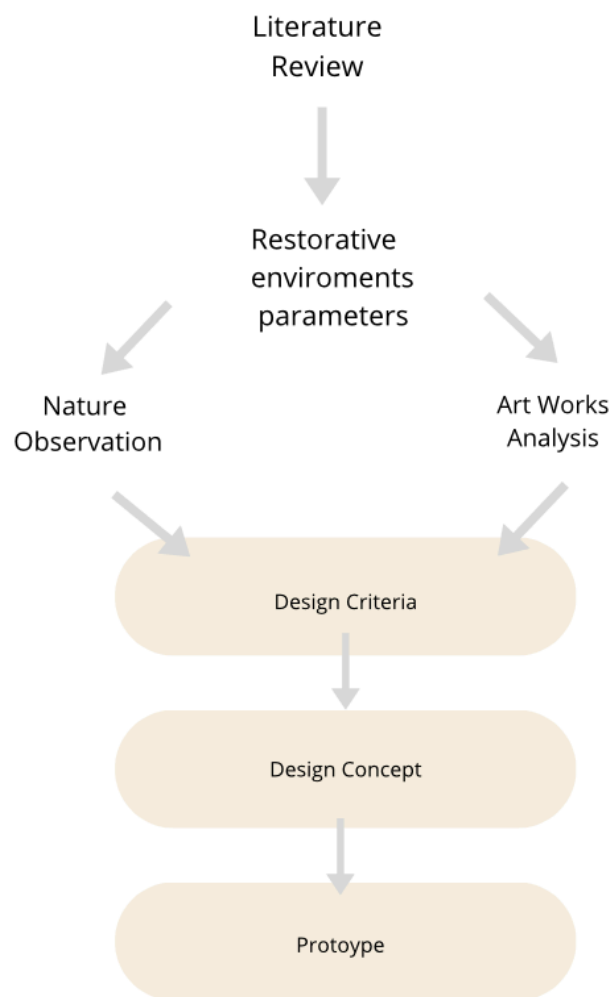 Literature
Review
Restorative
enviroments
parameters
Nature
Observation
Art Works
Analysis
Design Criteria
Design Concept
Protoype